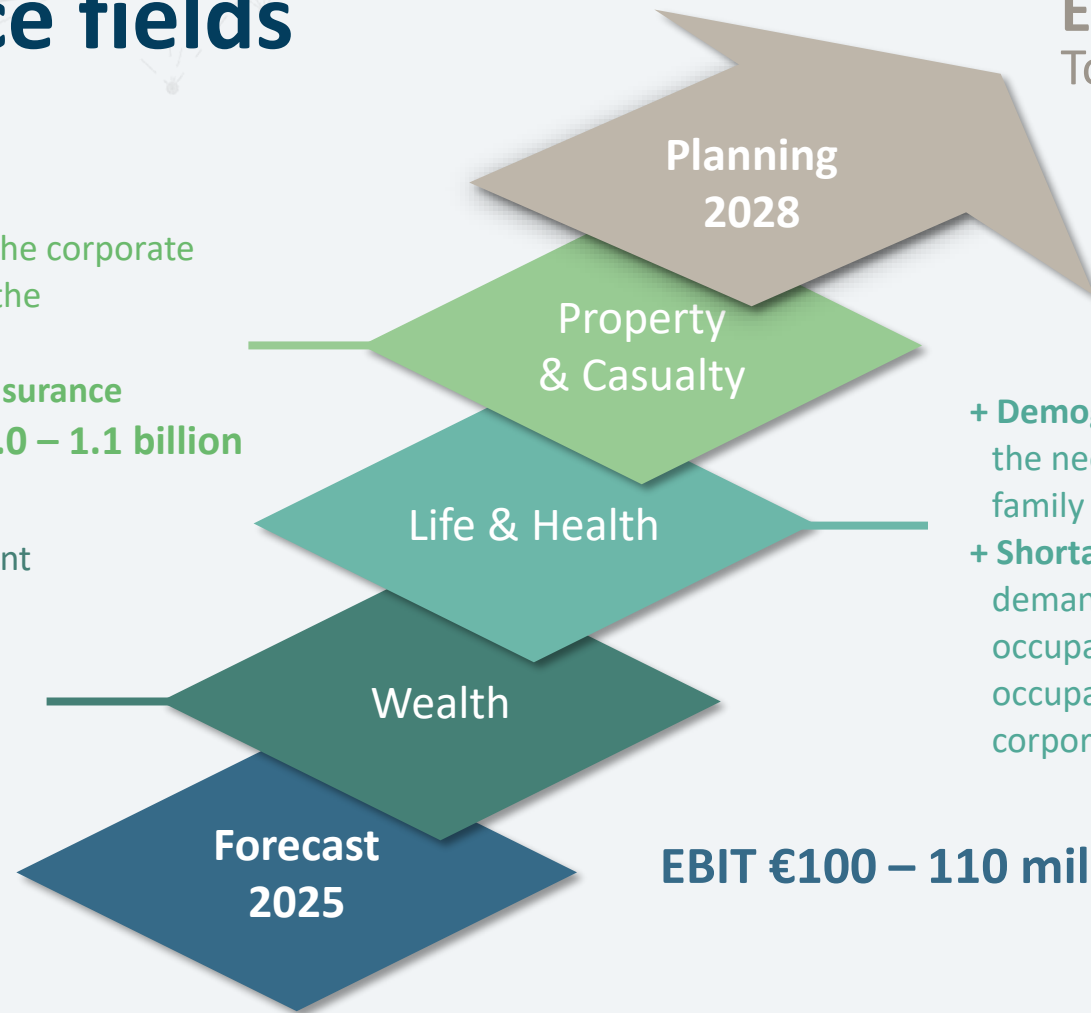 ce fields
E
To
Planning
2028
he corporate
the
surance
.0 – 1.1 billion
Property
& Casualty
nt
Life & Health
+ Demo
the ne
family
+ Shorta
deman
occupa
occupa
corpor
Wealth
Forecast
2025
EBIT €100 – 110 mil